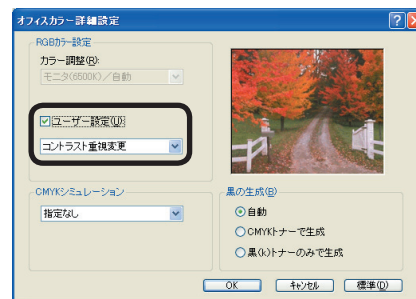 オフィスカラー詳細設定
RGBカラー設定
カラー調整(R):
モニタ(6500K)／自動
ユーザー設定(U)
コントラスト重視変更
CMYKシミュレーション
指定なし
黒の生成(B)
自動
CMYKトナーで生成
黒(k)トナーのみで生成
OK
キャンセル
標準(D)